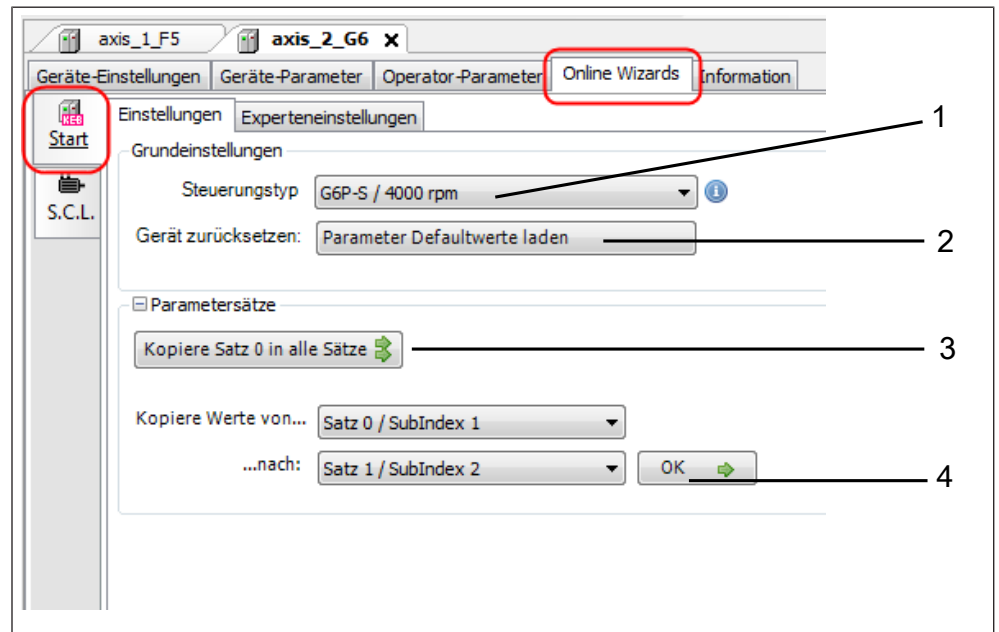 axis_1_F5 axis_2_G6 x
Geräte-Einstellungen Geräte-Parameter Operator-Parameter Online Wizards Information
KEB
Start
S.C.L.
Einstellungen Experteneinstellungen
Grundeinstellungen
Steuerungstyp G6P-S / 4000 rpm 1
Gerät zurücksetzen: Parameter Defaultwerte laden 2
Parametersätze
Kopiere Satz 0 in alle Sätze 3
Kopiere Werte von... Satz 0 / SubIndex 1
...nach: Satz 1 / SubIndex 2 OK 4